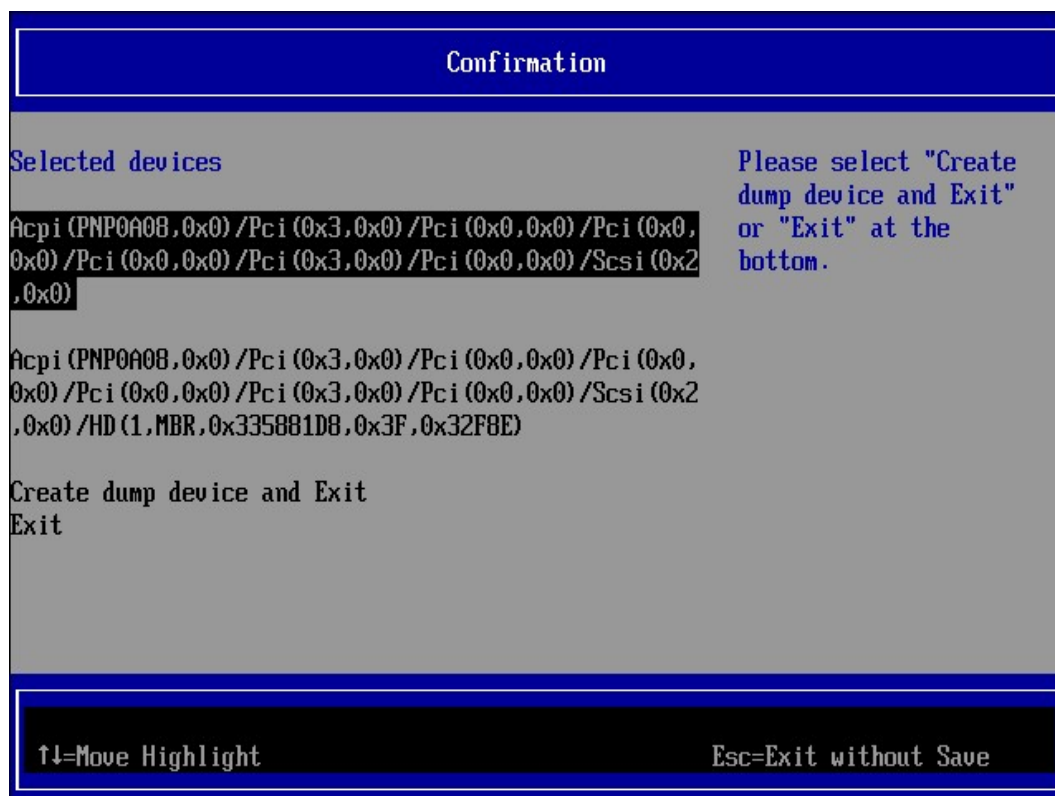 Confirmation
Selected devices
Acpi(PNP0A08,0x0)/Pci(0x3,0x0)/Pci(0x0,0x0)/Pci(0x0,
0x0)/Pci(0x0,0x0)/Pci(0x3,0x0)/Pci(0x0,0x0)/Scsi(0x2
,0x0)
Acpi(PNP0A08,0x0)/Pci(0x3,0x0)/Pci(0x0,0x0)/Pci(0x0,
0x0)/Pci(0x0,0x0)/Pci(0x3,0x0)/Pci(0x0,0x0)/Scsi(0x2
,0x0)/HD(1,MBR,0x335881D8,0x3F,0x32F8E)
Create dump device and Exit
Exit
Please select "Create
dump device and Exit"
or "Exit" at the
bottom.
↑↓=Move Highlight
Esc=Exit without Save